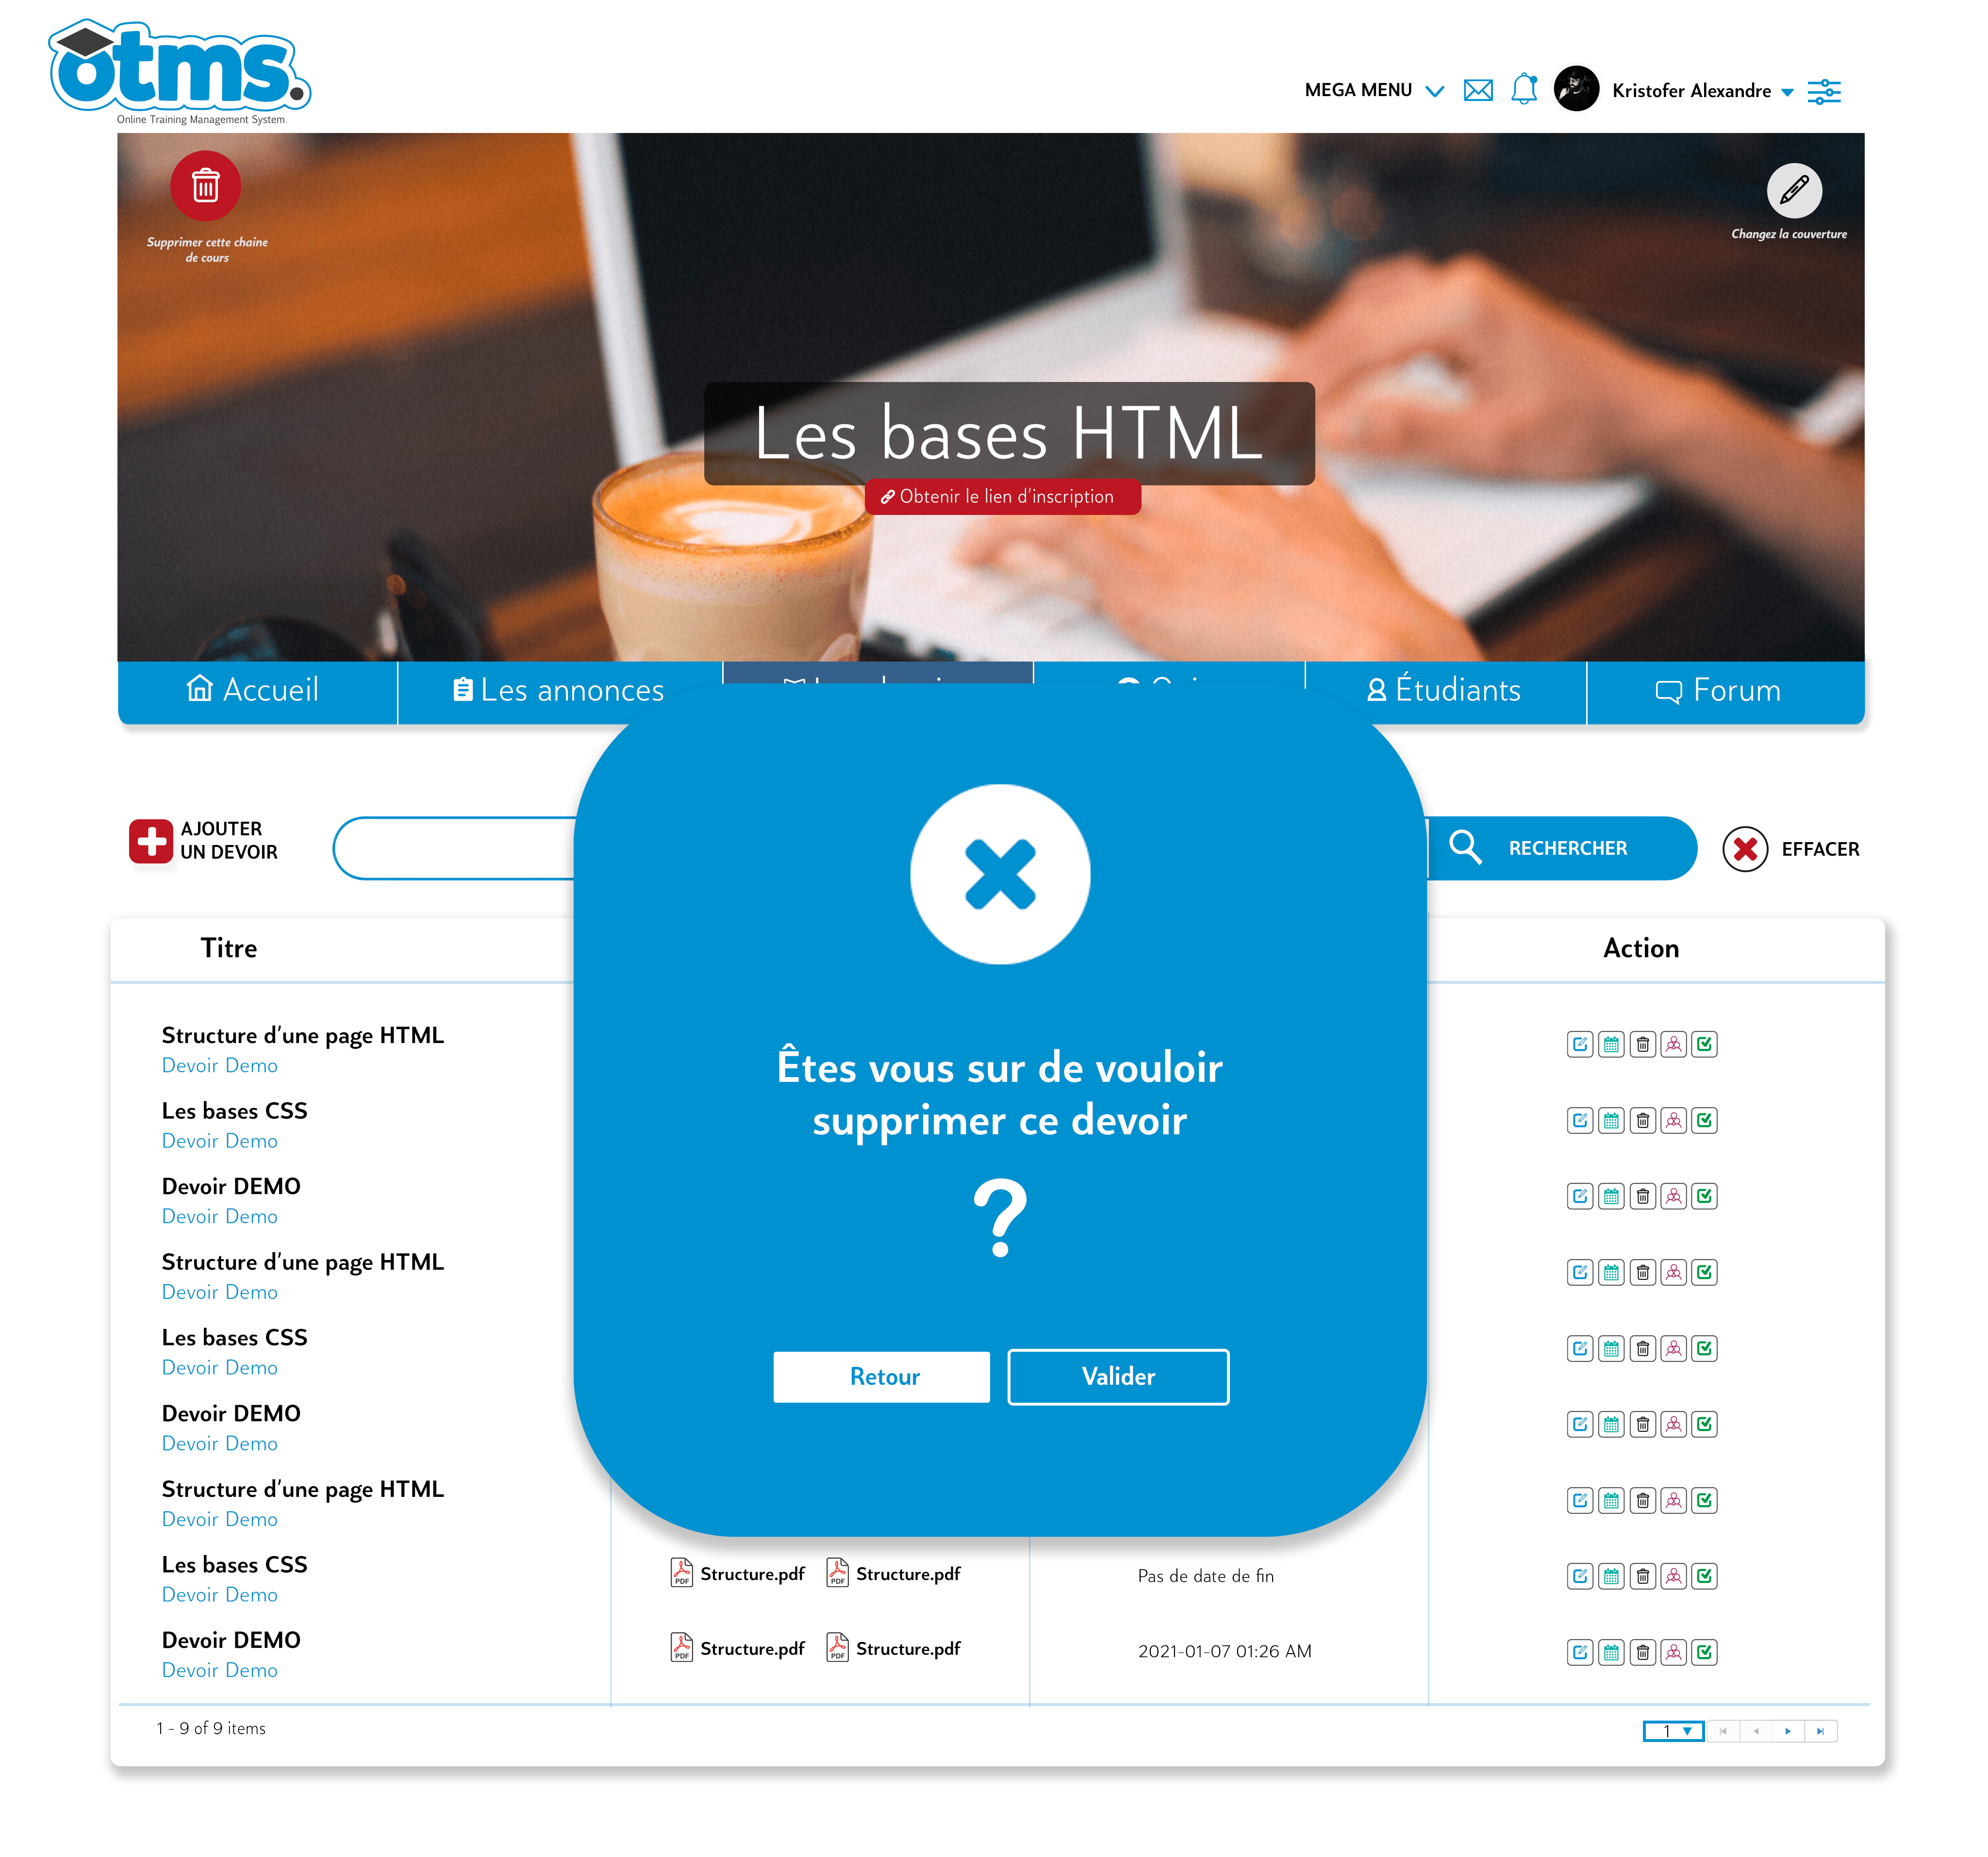 otms.
Online Training Management System.
MEGA MENU
Kristofer Alexandre
Supprimer cette chaine
de cours
Changez la couverture
Les bases HTML
Obtenir le lien d'inscription
Accueil
Les annonces
Étudiants
Forum
AJOUTER
UN DEVOIR
RECHERCHER
EFFACER
Titre
Action
Êtes vous sur de vouloir
supprimer ce devoir
?
Retour
Valider
Structure d'une page HTML
Devoir Demo
Les bases CSS
Devoir Demo
Devoir DEMO
Devoir Demo
Structure d'une page HTML
Devoir Demo
Les bases CSS
Devoir Demo
Devoir DEMO
Devoir Demo
Structure d'une page HTML
Devoir Demo
Les bases CSS
Devoir Demo
PDF Structure.pdf PDF Structure.pdf
Pas de date de fin
Devoir DEMO
Devoir Demo
PDF Structure.pdf PDF Structure.pdf
2021-01-07 01:26 AM
1 - 9 of 9 items
1